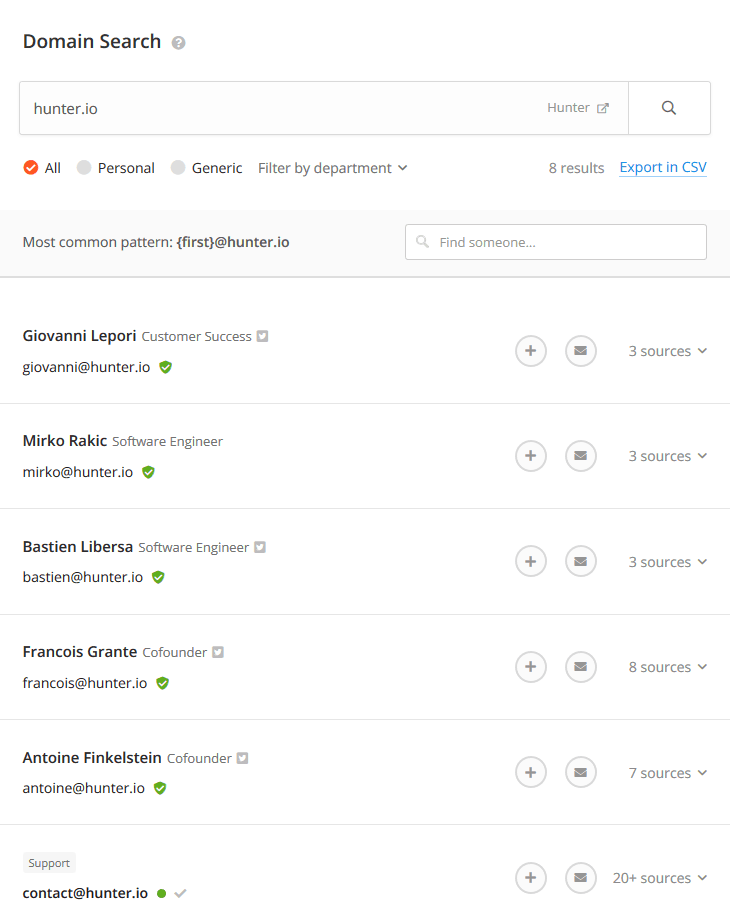 Domain Search ?
hunter.io Hunter
All Personal Generic Filter by department 8 results Export in CSV
Most common pattern: {first}@hunter.io Find someone...
Giovanni Lepori Customer Success
giovanni@hunter.io
3 sources
Mirko Rakic Software Engineer
mirko@hunter.io
3 sources
Bastien Libersa Software Engineer
bastien@hunter.io
3 sources
Francois Grante Cofounder
francois@hunter.io
8 sources
Antoine Finkelstein Cofounder
antoine@hunter.io
7 sources
Support
contact@hunter.io
20+ sources